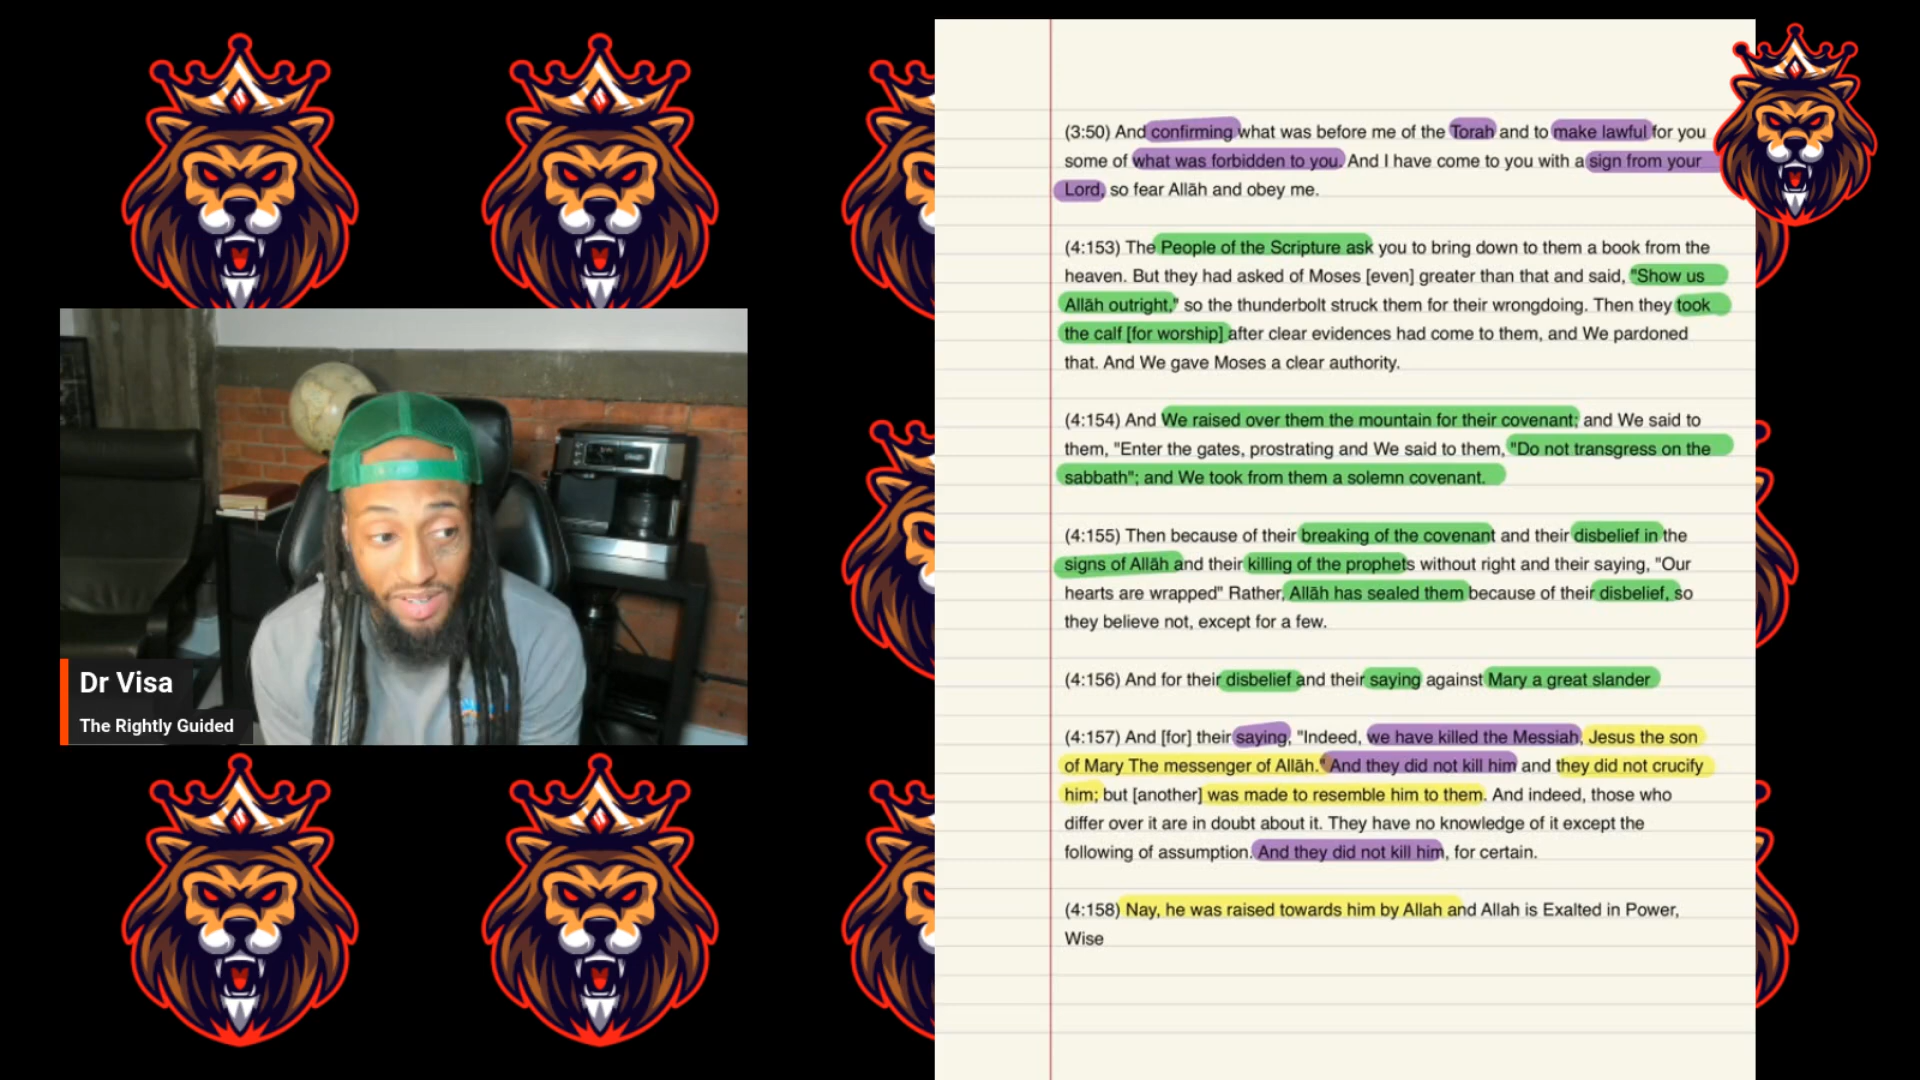 (3:50) And confirming what was before me of the Torah and to make lawful for you
some of what was forbidden to you. And I have come to you with a sign from your
Lord, so fear Allāh and obey me.
(4:153) The People of the Scripture ask you to bring down to them a book from the
heaven. But they had asked of Moses [even] greater than that and said, "Show us
Allāh outright," so the thunderbolt struck them for their wrongdoing. Then they took
the calf [for worship] after clear evidences had come to them, and We pardoned
that. And We gave Moses a clear authority.
(4:154) And We raised over them the mountain for their covenant; and We said to
them, "Enter the gates, prostrating and We said to them, "Do not transgress on the
sabbath"; and We took from them a solemn covenant.
(4:155) Then because of their breaking of the covenant and their disbelief in the
signs of Allāh and their killing of the prophets without right and their saying, "Our
hearts are wrapped" Rather, Allāh has sealed them because of their disbelief, so
they believe not, except for a few.
(4:156) And for their disbelief and their saying against Mary a great slander
(4:157) And [for] their saying, "Indeed, we have killed the Messiah, Jesus the son
of Mary The messenger of Allāh." And they did not kill him and they did not crucify
him; but [another] was made to resemble him to them. And indeed, those who
differ over it are in doubt about it. They have no knowledge of it except the
following of assumption. And they did not kill him, for certain.
(4:158) Nay, he was raised towards him by Allah and Allah is Exalted in Power,
Wise
Dr Visa
The Rightly Guided